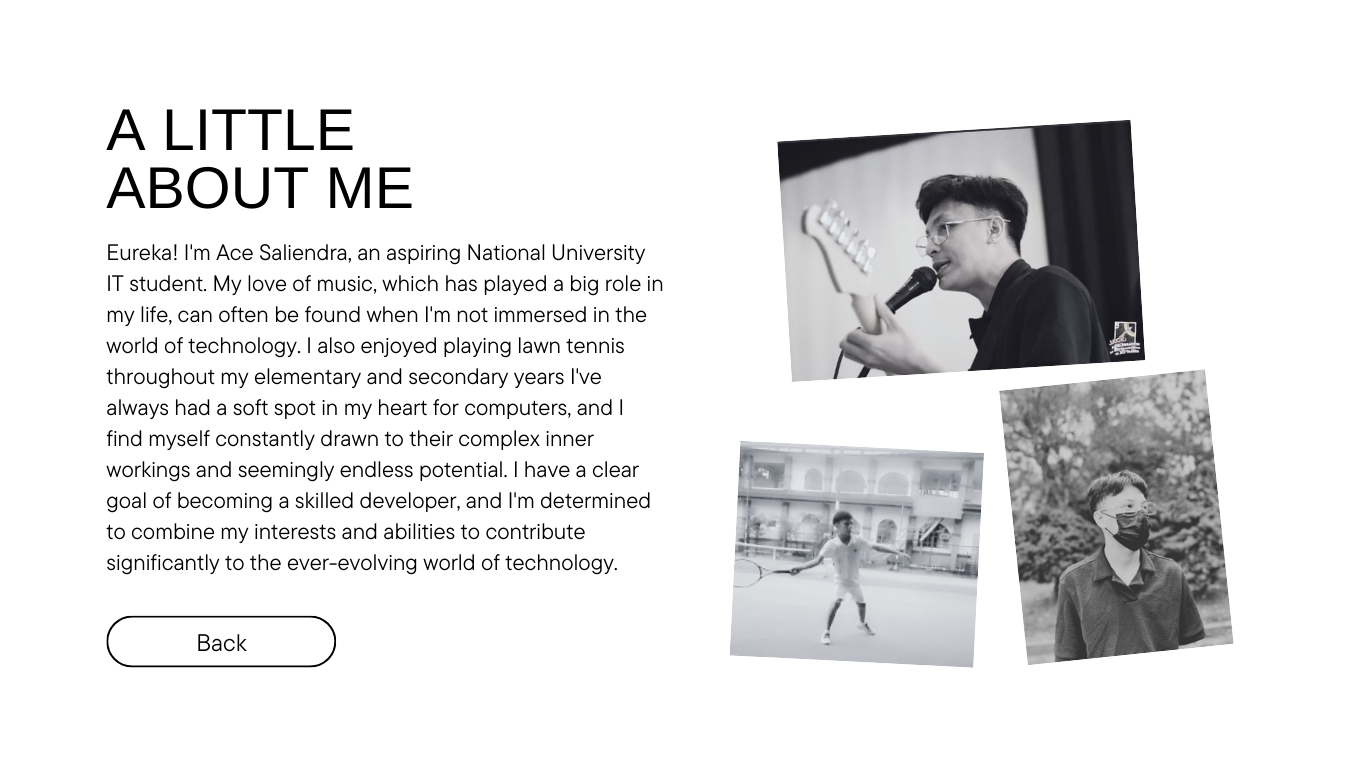 A LITTLE
ABOUT ME
Eureka! I'm Ace Saliendra, an aspiring National University
IT student. My love of music, which has played a big role in
my life, can often be found when I'm not immersed in the
world of technology. I also enjoyed playing lawn tennis
throughout my elementary and secondary years I've
always had a soft spot in my heart for computers, and I
find myself constantly drawn to their complex inner
workings and seemingly endless potential. I have a clear
goal of becoming a skilled developer, and I'm determined
to combine my interests and abilities to contribute
significantly to the ever-evolving world of technology.
Back